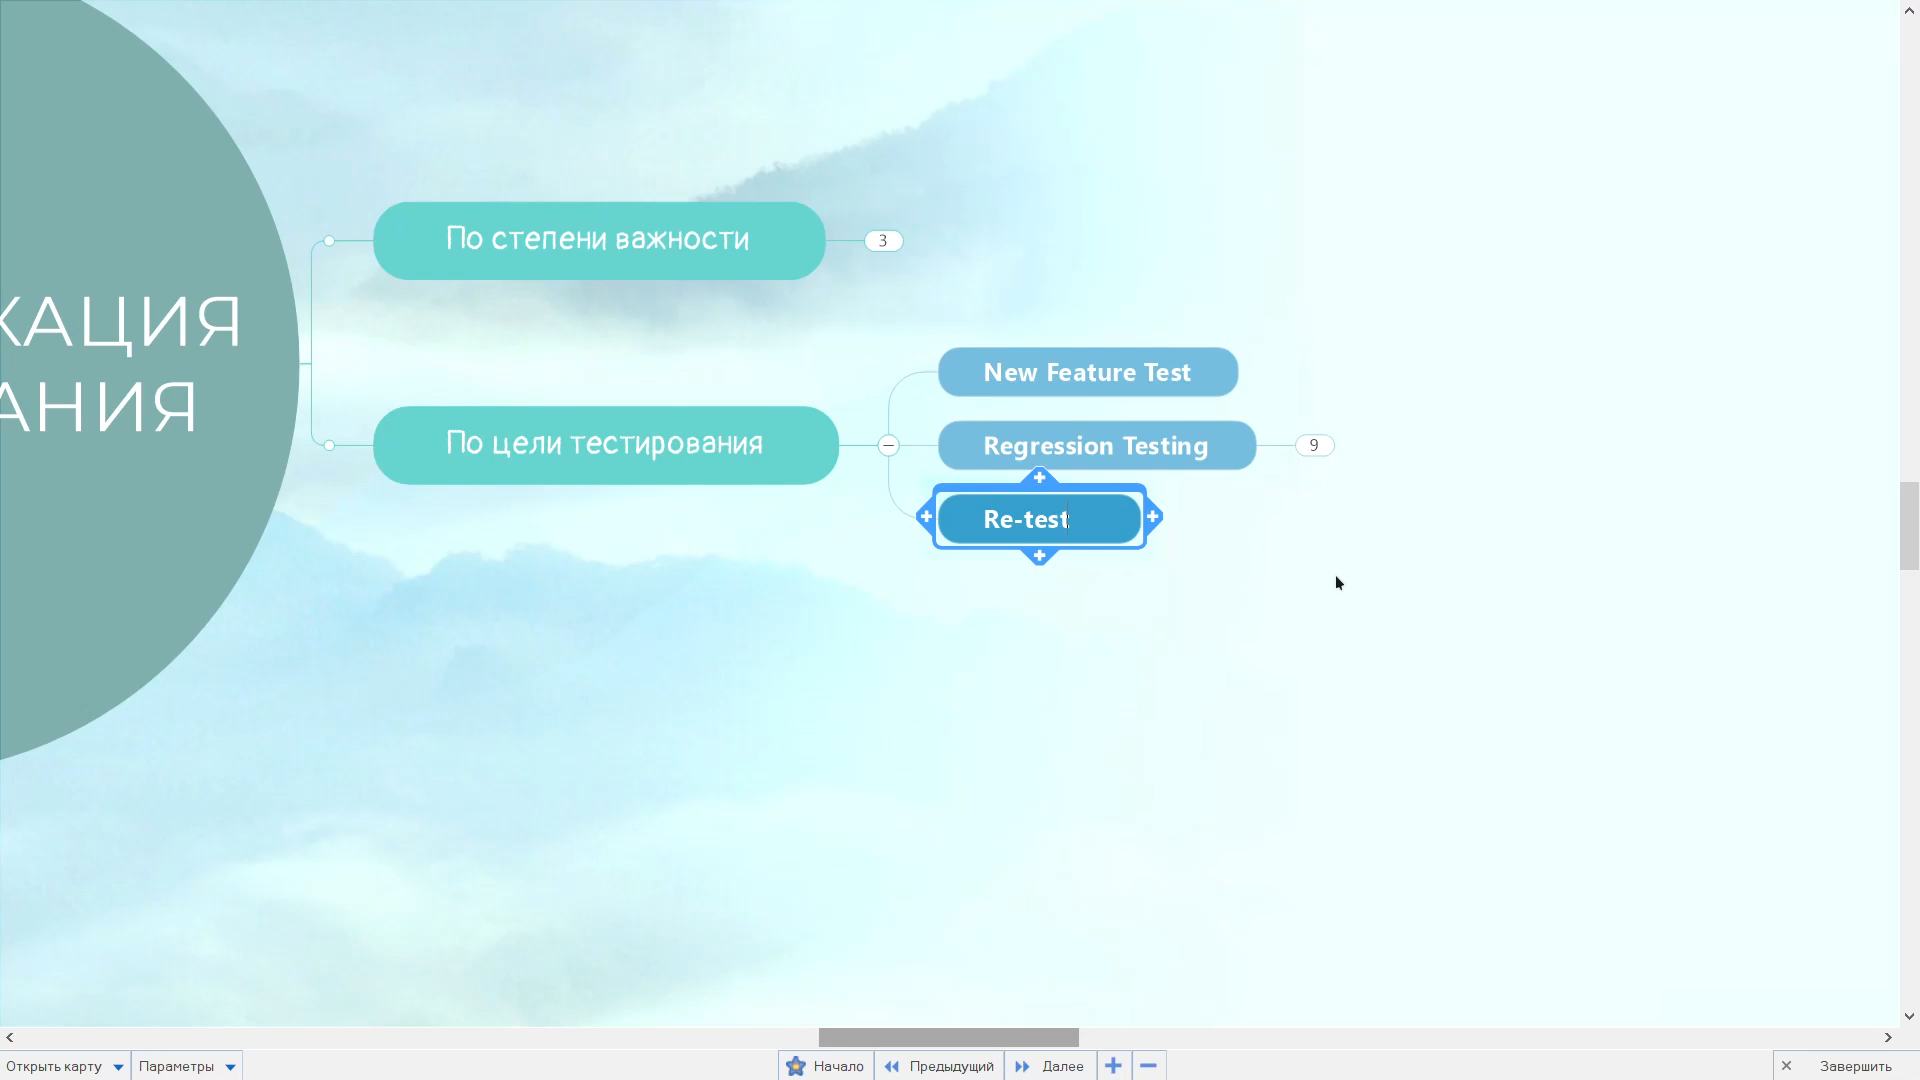 КАЦИЯ
АНИЯ
По степени важности
3
По цели тестирования
New Feature Test
Regression Testing
9
Re-test
Открыть карту
Параметры
Начало
Предыдущий
Далее
Завершить